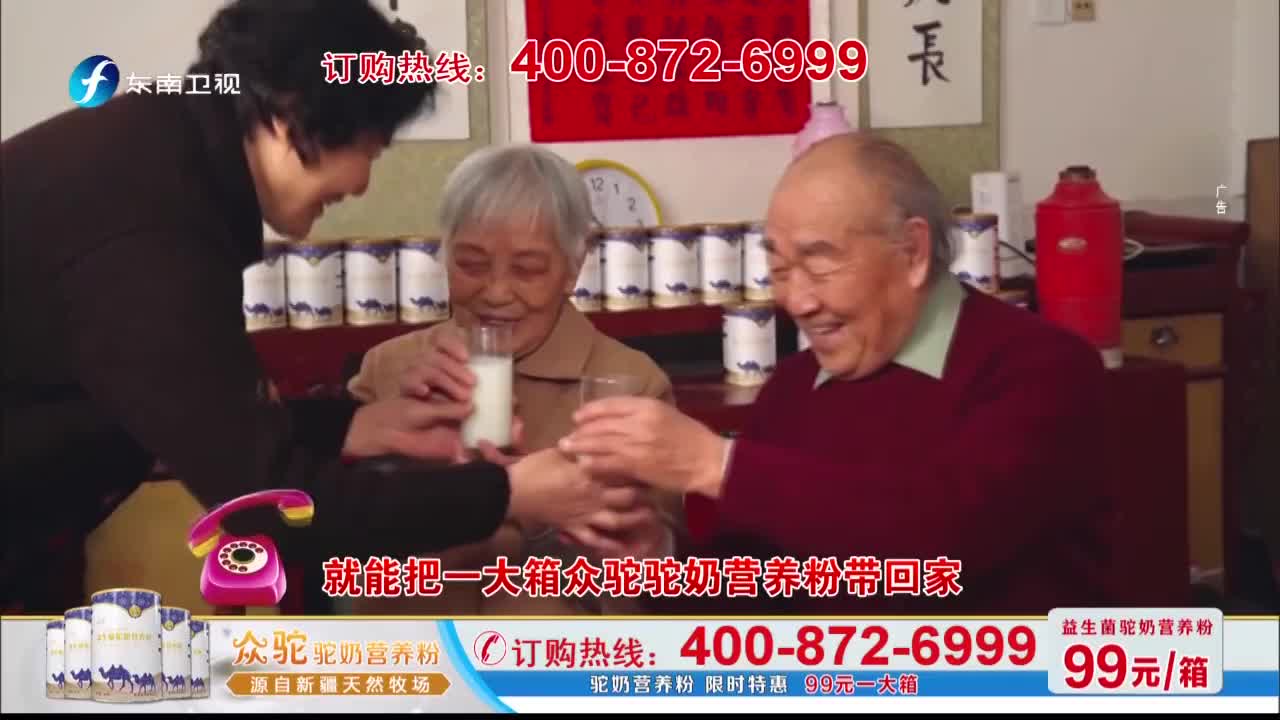 東南卫视
订购热线：400-872-6999
長
12
1
2
广告
就能把一大箱众驼驼奶营养粉带回家
众驼 驼奶营养粉
源自新疆天然牧场
订购热线：400-872-6999
驼奶营养粉 限时特惠 99元一大箱
益生菌驼奶营养粉
99元/箱